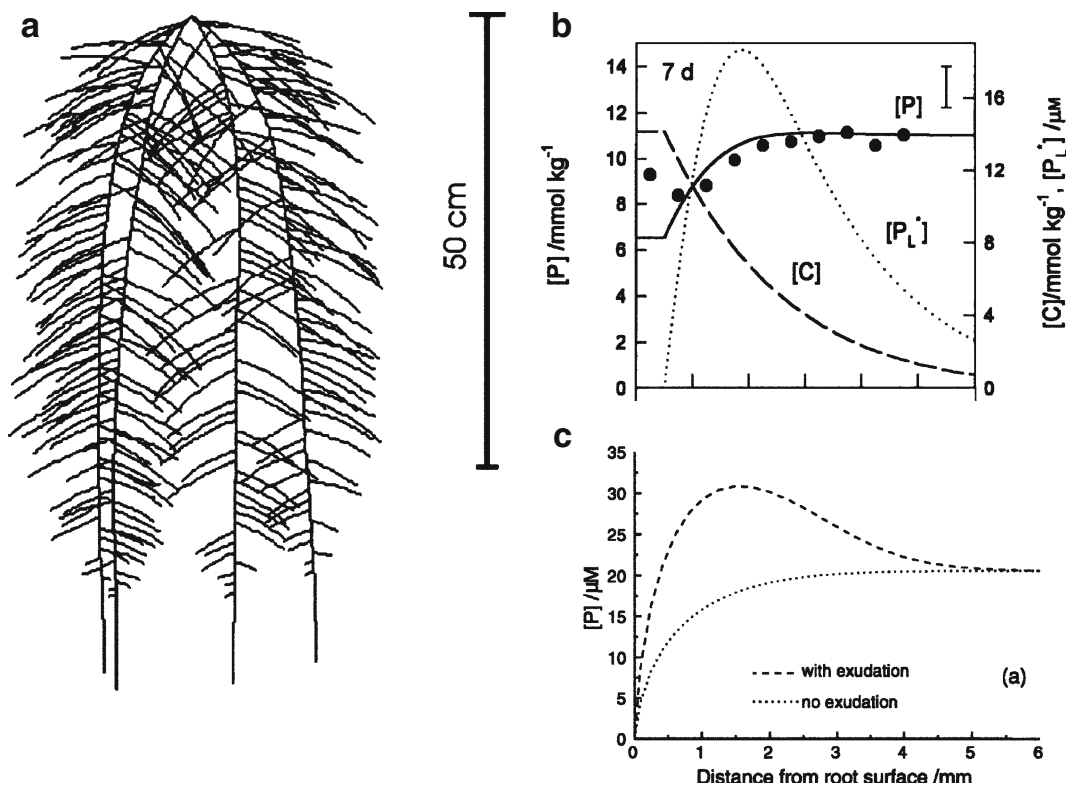 a
50 cm
b
7 d
[P]
[P_L^*]
[C]
[P] /mmol kg⁻¹
14
12
10
8
6
4
2
0
[C]/mmol kg⁻¹, [P_L^*] /µM
16
12
8
4
0
c
[P] /µM
35
30
25
20
15
10
5
0
with exudation
no exudation
(a)
0 1 2 3 4 5 6
Distance from root surface /mm